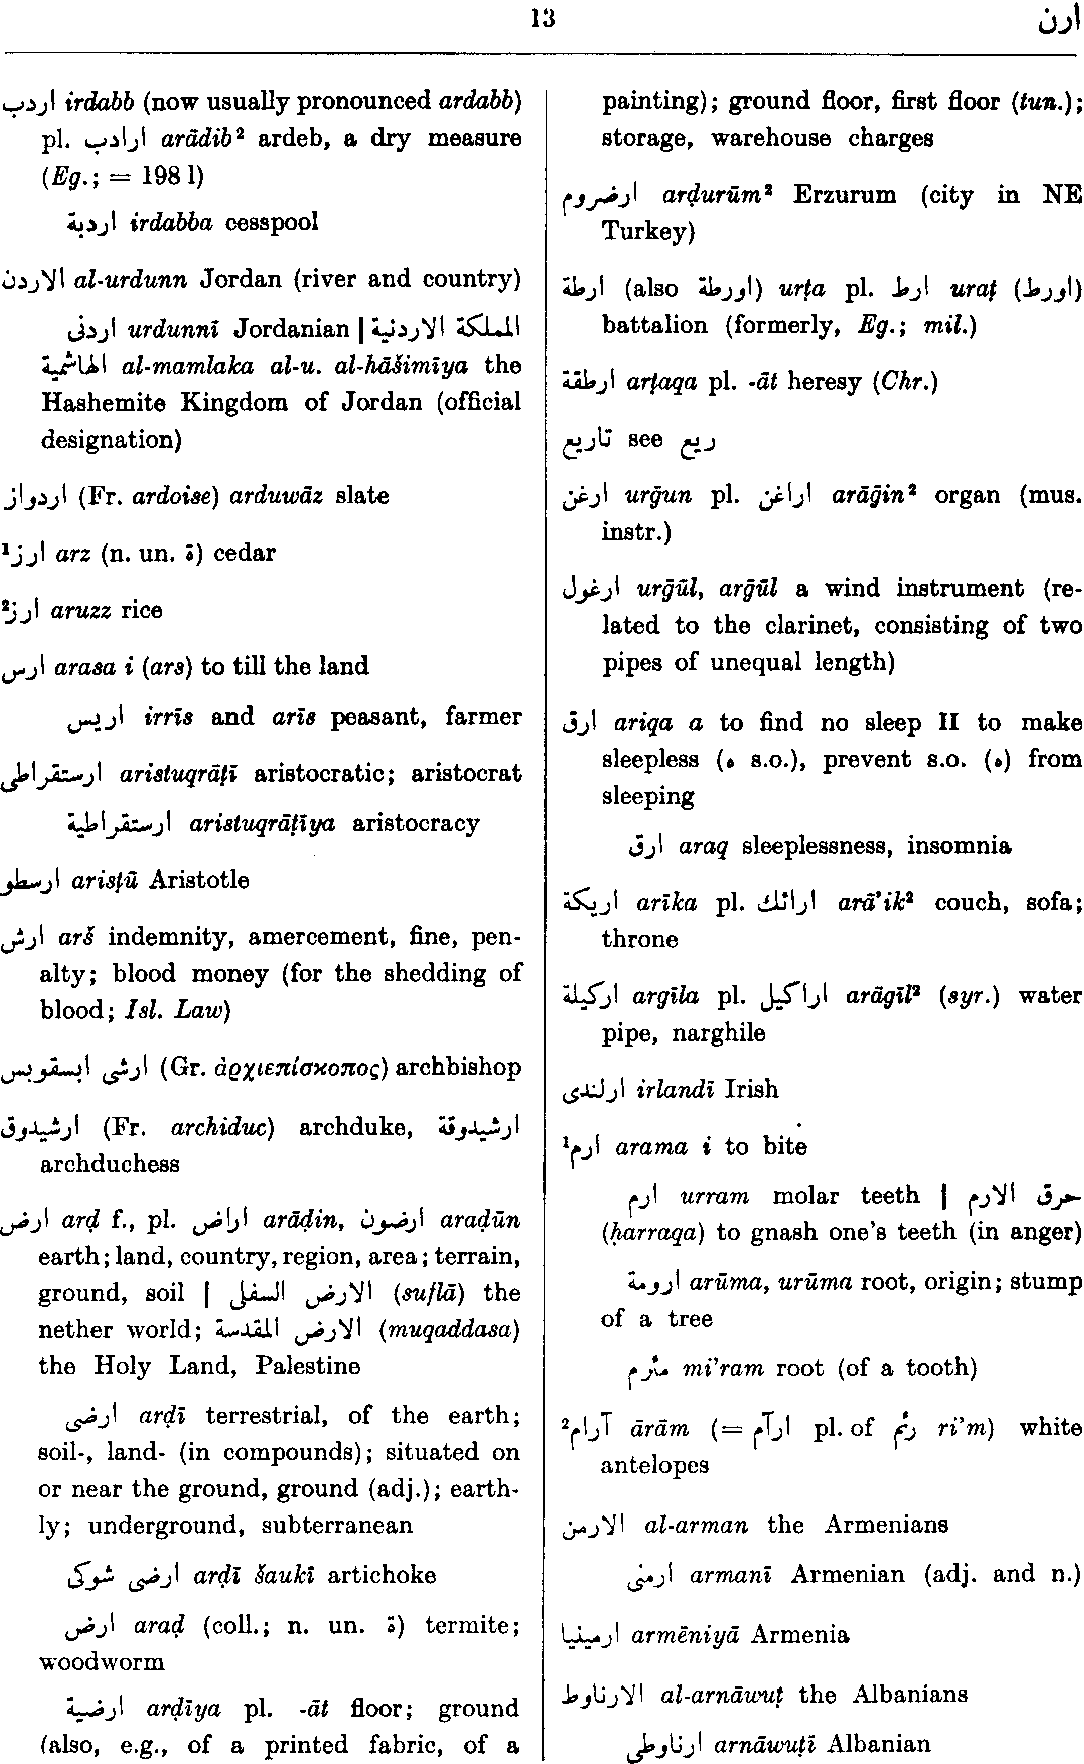 13
ارن
اردب irdabb (now usually pronounced ardabb)
pl. ارادب arādib² ardeb, a dry measure
(Eg.; = 198 l)
اردبة irdabba cesspool
الاردن al-urdunn Jordan (river and country)
اردنى urdunnī Jordanian | المملكة الاردنية
الهاشمية al-mamlaka al-u. al-hāšimīya the
Hashemite Kingdom of Jordan (official
designation)
اردواز (Fr. ardoise) arduwāz slate
¹ارز arz (n. un. ة) cedar
²ارز aruzz rice
ارس arasa i (ars) to till the land
اريس irrīs and arīs peasant, farmer
ارستقراطى aristuqrāṭī aristocratic; aristocrat
ارستقراطية aristuqrāṭīya aristocracy
ارسطو arisṭū Aristotle
ارش arš indemnity, amercement, fine, pen-
alty; blood money (for the shedding of
blood; Isl. Law)
ارشى ابسقوبس (Gr. ἀρχιεπίσκοπος) archbishop
ارشيدوق (Fr. archiduc) archduke, ارشيدوقة
archduchess
ارض arḍ f., pl. اراض arāḍin, ارضون araḍūn
earth; land, country, region, area; terrain,
ground, soil | الارض السفلى (suflā) the
nether world; الارض المقدسة (muqaddasa)
the Holy Land, Palestine
ارضى arḍī terrestrial, of the earth;
soil-, land- (in compounds); situated on
or near the ground, ground (adj.); earth-
ly; underground, subterranean
ارضى شوكى arḍī šaukī artichoke
ارض araḍ (coll.; n. un. ة) termite;
woodworm
ارضية arḍīya pl. -āt floor; ground
(also, e.g., of a printed fabric, of a
painting); ground floor, first floor (tun.);
storage, warehouse charges
ارضروم arḍurūm² Erzurum (city in NE
Turkey)
ارطة (also اورطة) urṭa pl. ارط uraṭ (اورط)
battalion (formerly, Eg.; mil.)
ارطقة arṭaqa pl. -āt heresy (Chr.)
تاريع see ريع
ارغن urḡun pl. اراغن arāḡin² organ (mus.
instr.)
ارغول urḡūl, arḡūl a wind instrument (re-
lated to the clarinet, consisting of two
pipes of unequal length)
ارق ariqa a to find no sleep II to make
sleepless (ه s.o.), prevent s.o. (ه) from
sleeping
ارق araq sleeplessness, insomnia
اريكة arīka pl. ارائك arā'ik² couch, sofa;
throne
اركيلة argīla pl. اراكيل arāgīl² (syr.) water
pipe, narghile
ارلندى irlandī Irish
¹ارم arama i to bite
ارم urram molar teeth | حرق الارم
(ḥarraqa) to gnash one's teeth (in anger)
ارومة arūma, urūma root, origin; stump
of a tree
مئرم mi'ram root (of a tooth)
²آرام ārām (= ارآم pl. of رئم ri'm) white
antelopes
الارمن al-arman the Armenians
ارمنى armanī Armenian (adj. and n.)
ارمينيا armēniyā Armenia
الارناوط al-arnāwuṭ the Albanians
ارناوطى arnāwuṭī Albanian